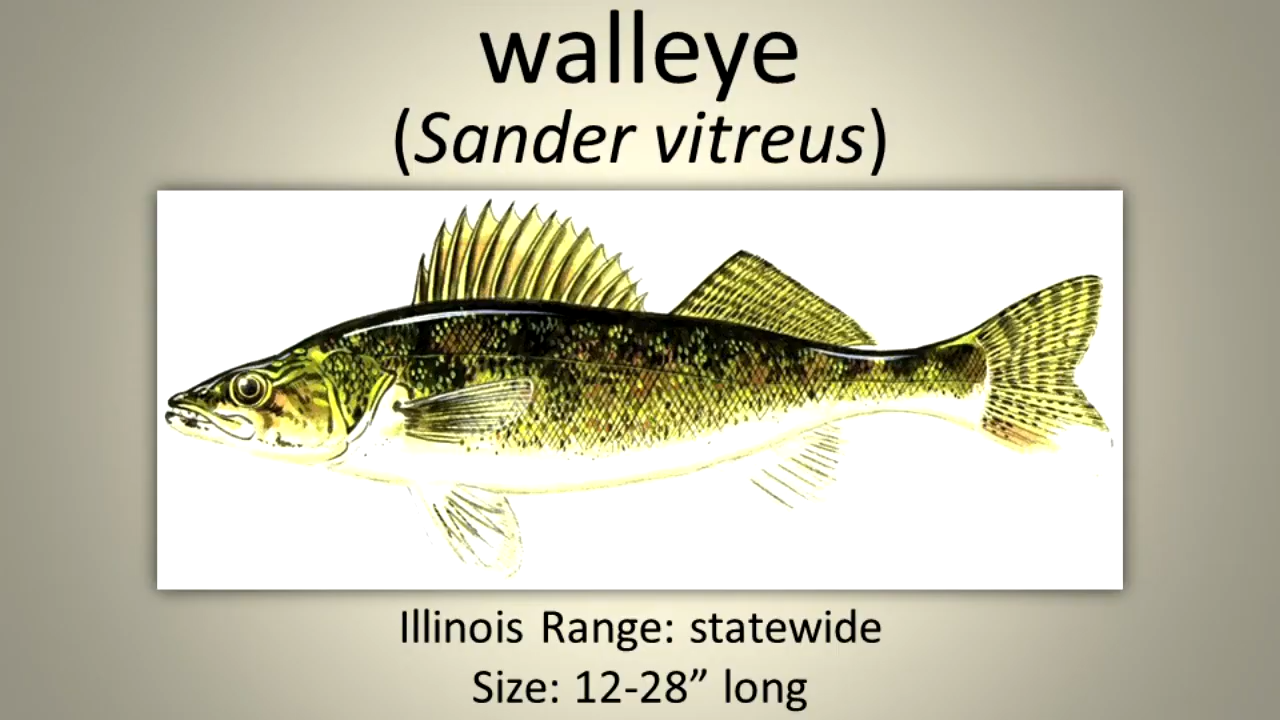 walleye
(Sander vitreus)
Illinois Range: statewide
Size: 12-28” long